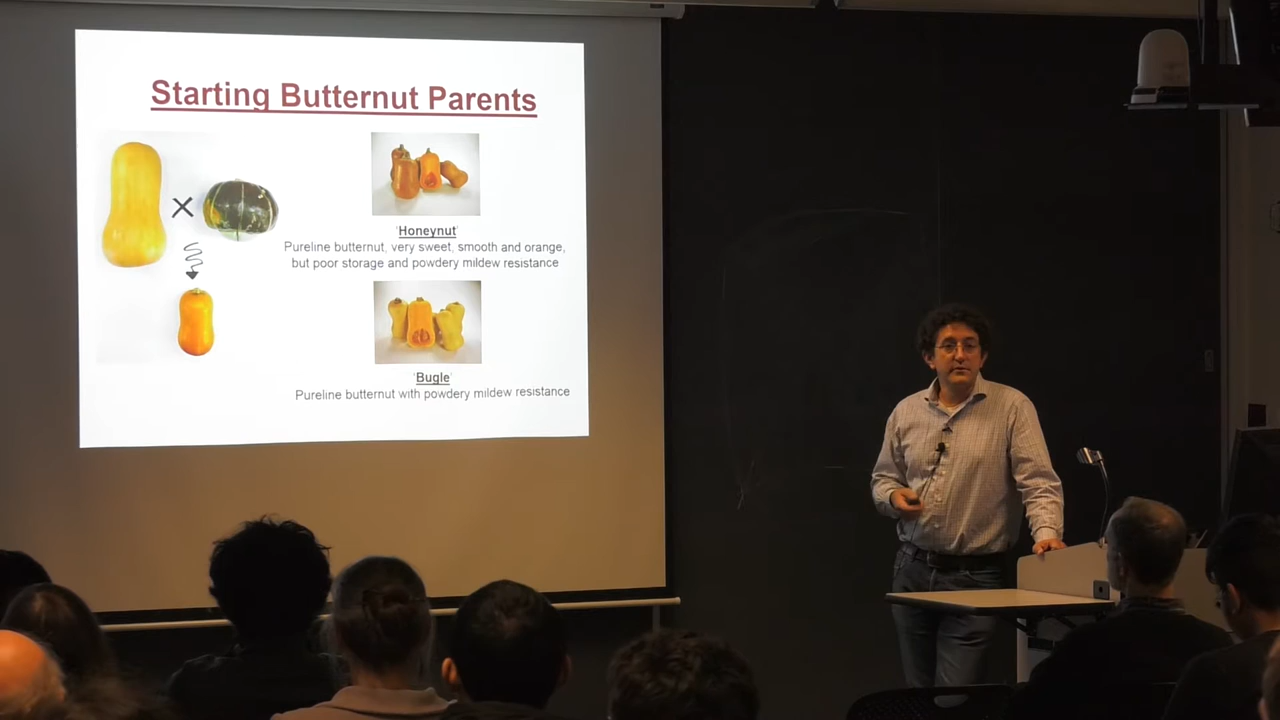 Starting Butternut Parents
'Honeynut'
Pureline butternut, very sweet, smooth and orange,
but poor storage and powdery mildew resistance
'Bugle'
Pureline butternut with powdery mildew resistance